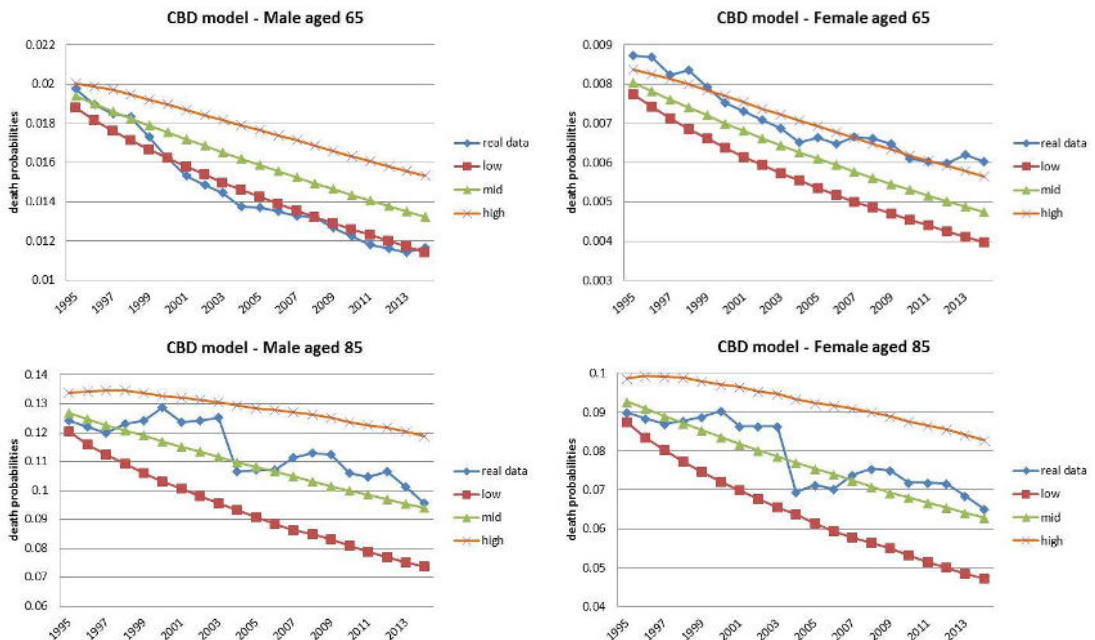 CBD model - Male aged 65
0.022
0.02
0.018
0.016
0.014
0.012
0.01
death probabilities
1995
1997
1999
2001
2003
2005
2007
2009
2011
2013
real data
low
mid
high
CBD model - Female aged 65
0.009
0.008
0.007
0.006
0.005
0.004
0.003
death probabilities
1995
1997
1999
2001
2003
2005
2007
2009
2011
2013
real data
low
mid
high
CBD model - Male aged 85
0.14
0.13
0.12
0.11
0.1
0.09
0.08
0.07
0.06
death probabilities
1995
1997
1999
2001
2003
2005
2007
2009
2011
2013
real data
low
mid
high
CBD model - Female aged 85
0.1
0.09
0.08
0.07
0.06
0.05
0.04
death probabilities
1995
1997
1999
2001
2003
2005
2007
2009
2011
2013
real data
low
mid
high